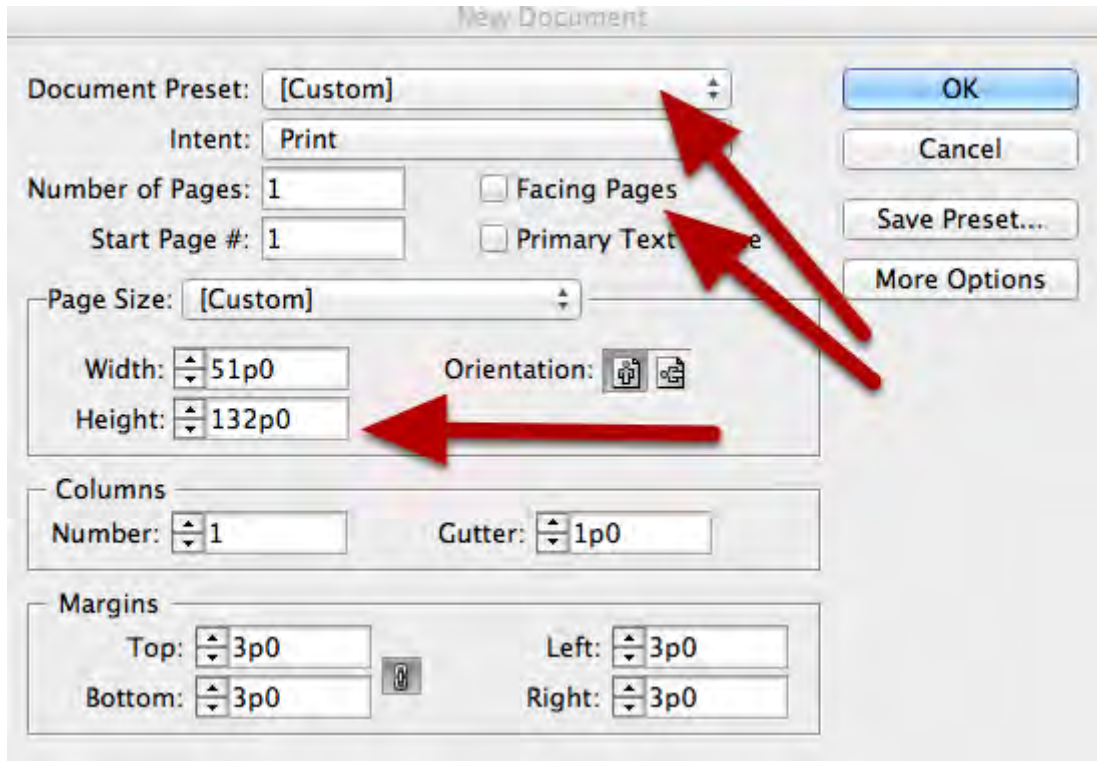 New Document
Document Preset: [Custom]
OK
Intent: Print
Cancel
Number of Pages: 1
Facing Pages
Save Preset...
Start Page #: 1
Primary Text
More Options
Page Size: [Custom]
Width: 51p0
Orientation:
Height: 132p0
Columns
Number: 1
Gutter: 1p0
Margins
Top: 3p0
Left: 3p0
Bottom: 3p0
Right: 3p0